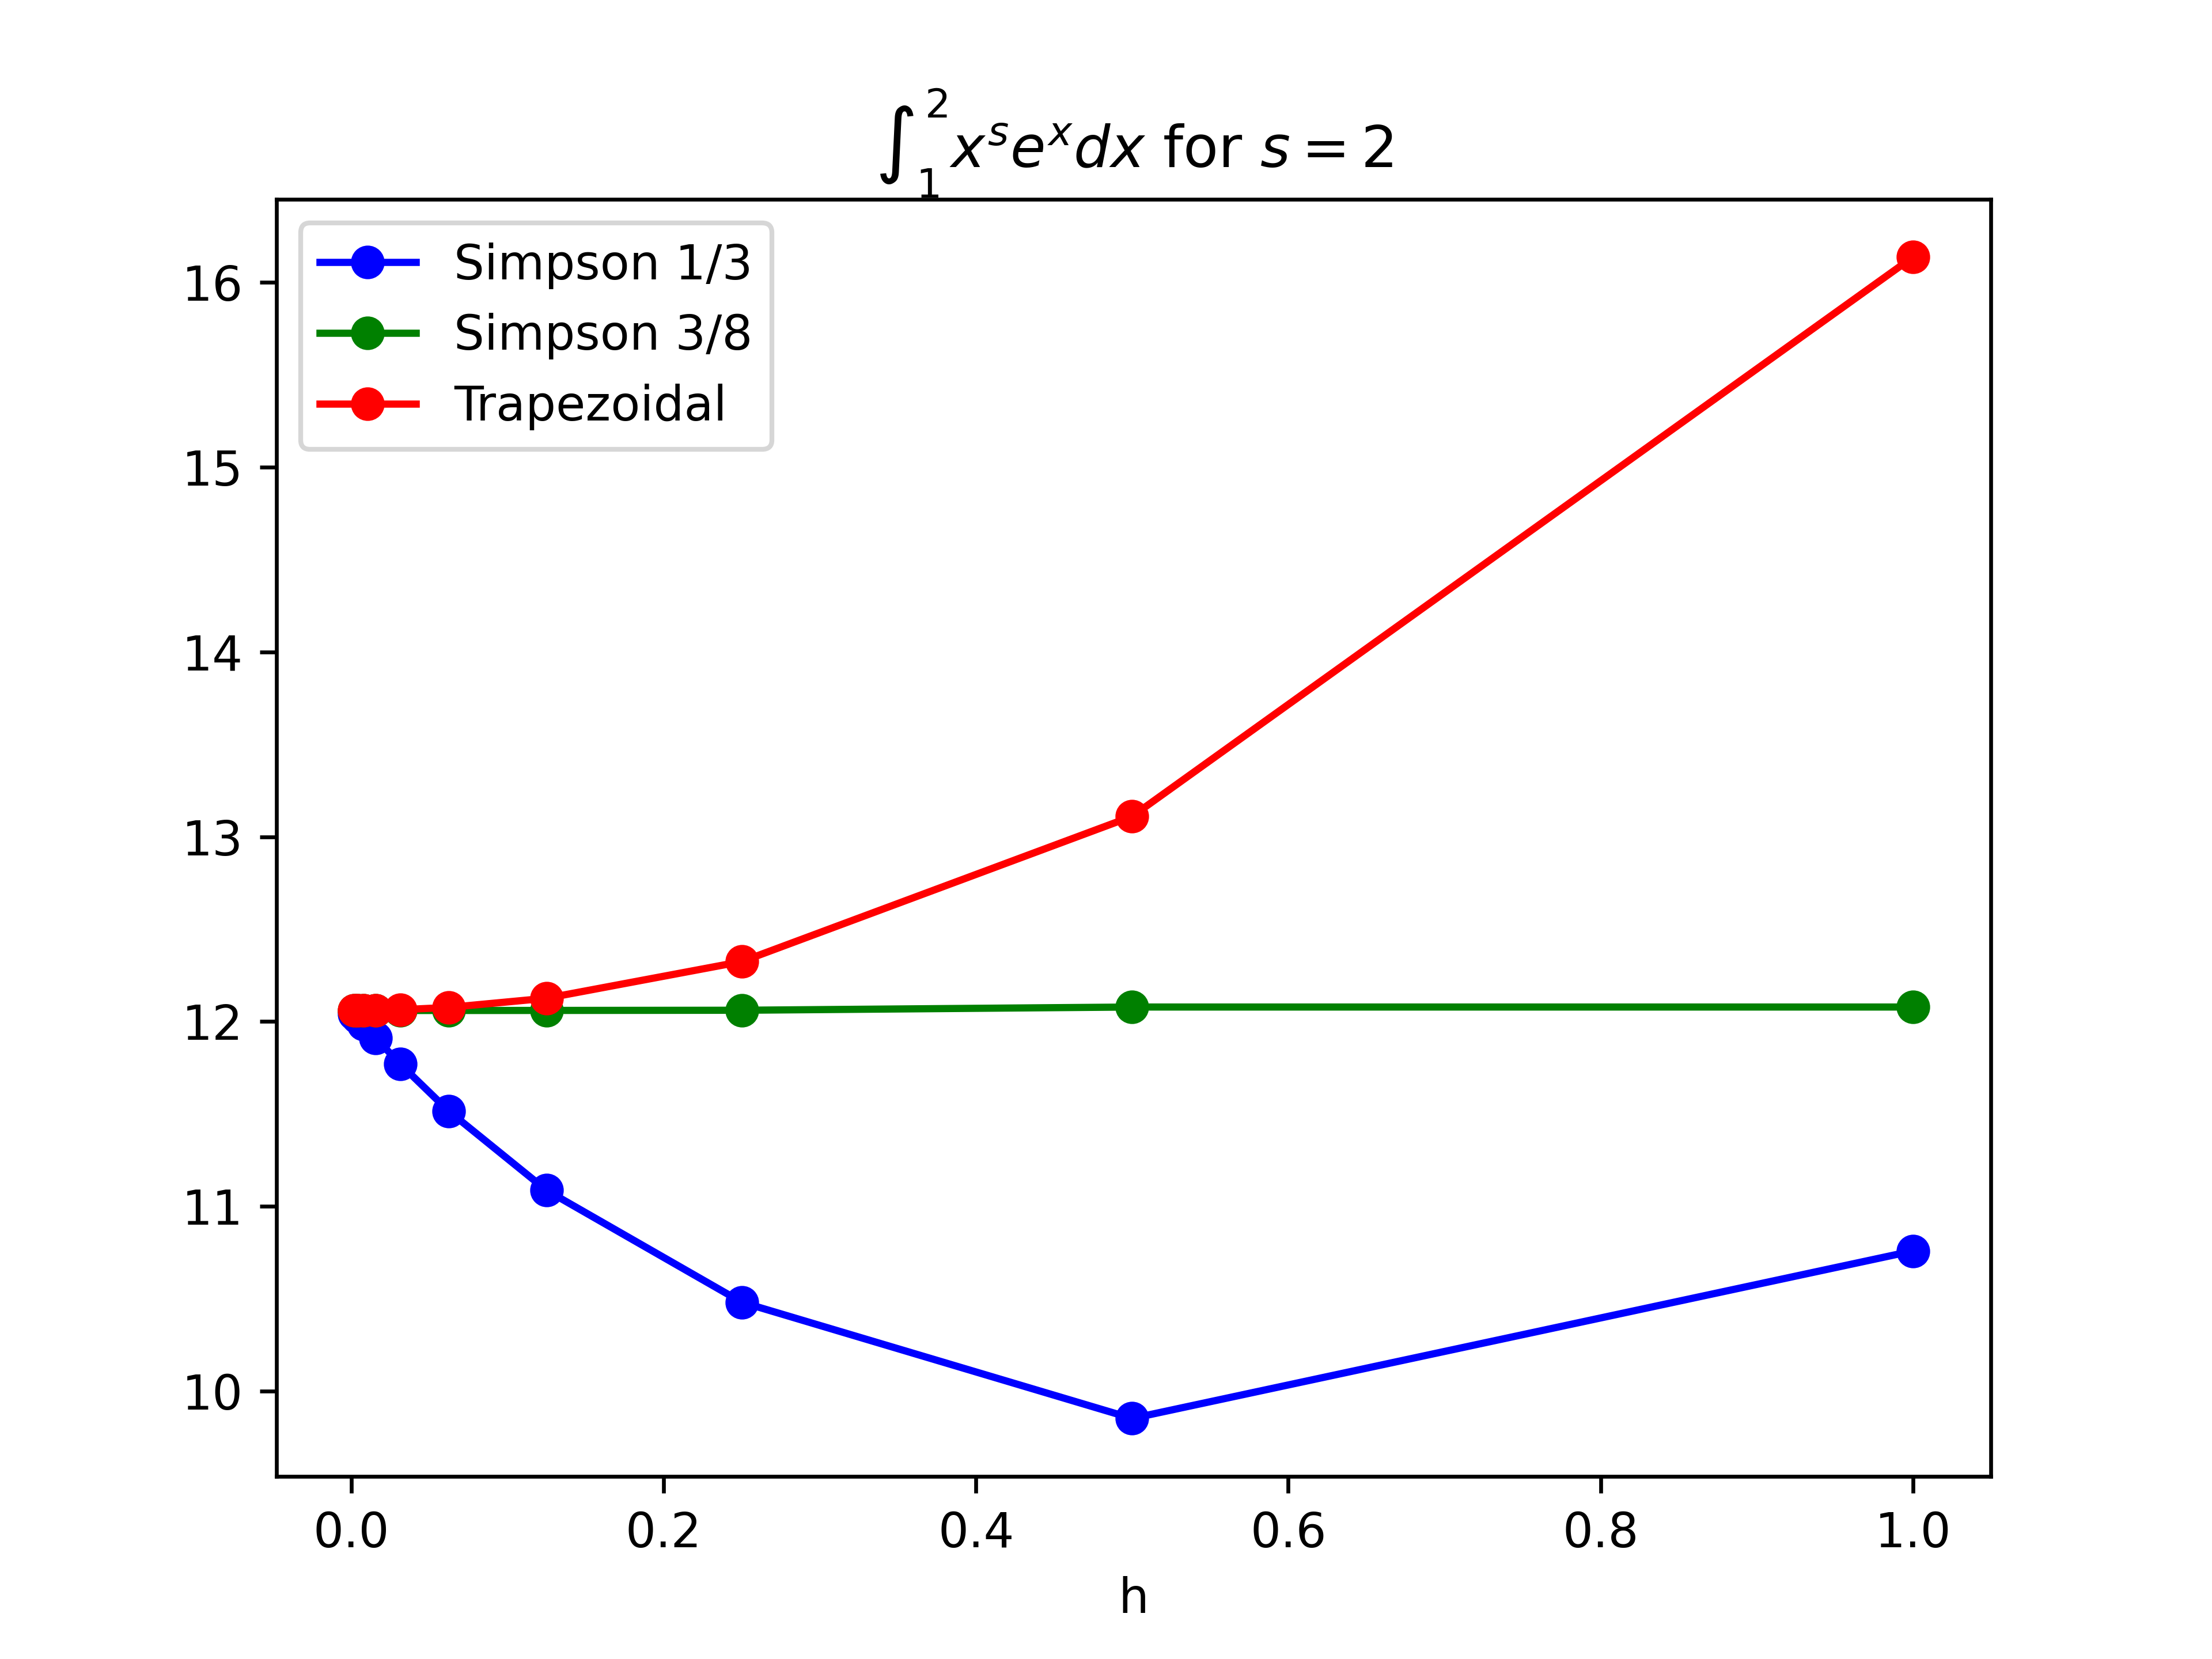 ∫₁² xˢeˣdx for s = 2
Simpson 1/3
Simpson 3/8
Trapezoidal
16
15
14
13
12
11
10
0.0 0.2 0.4 0.6 0.8 1.0
h